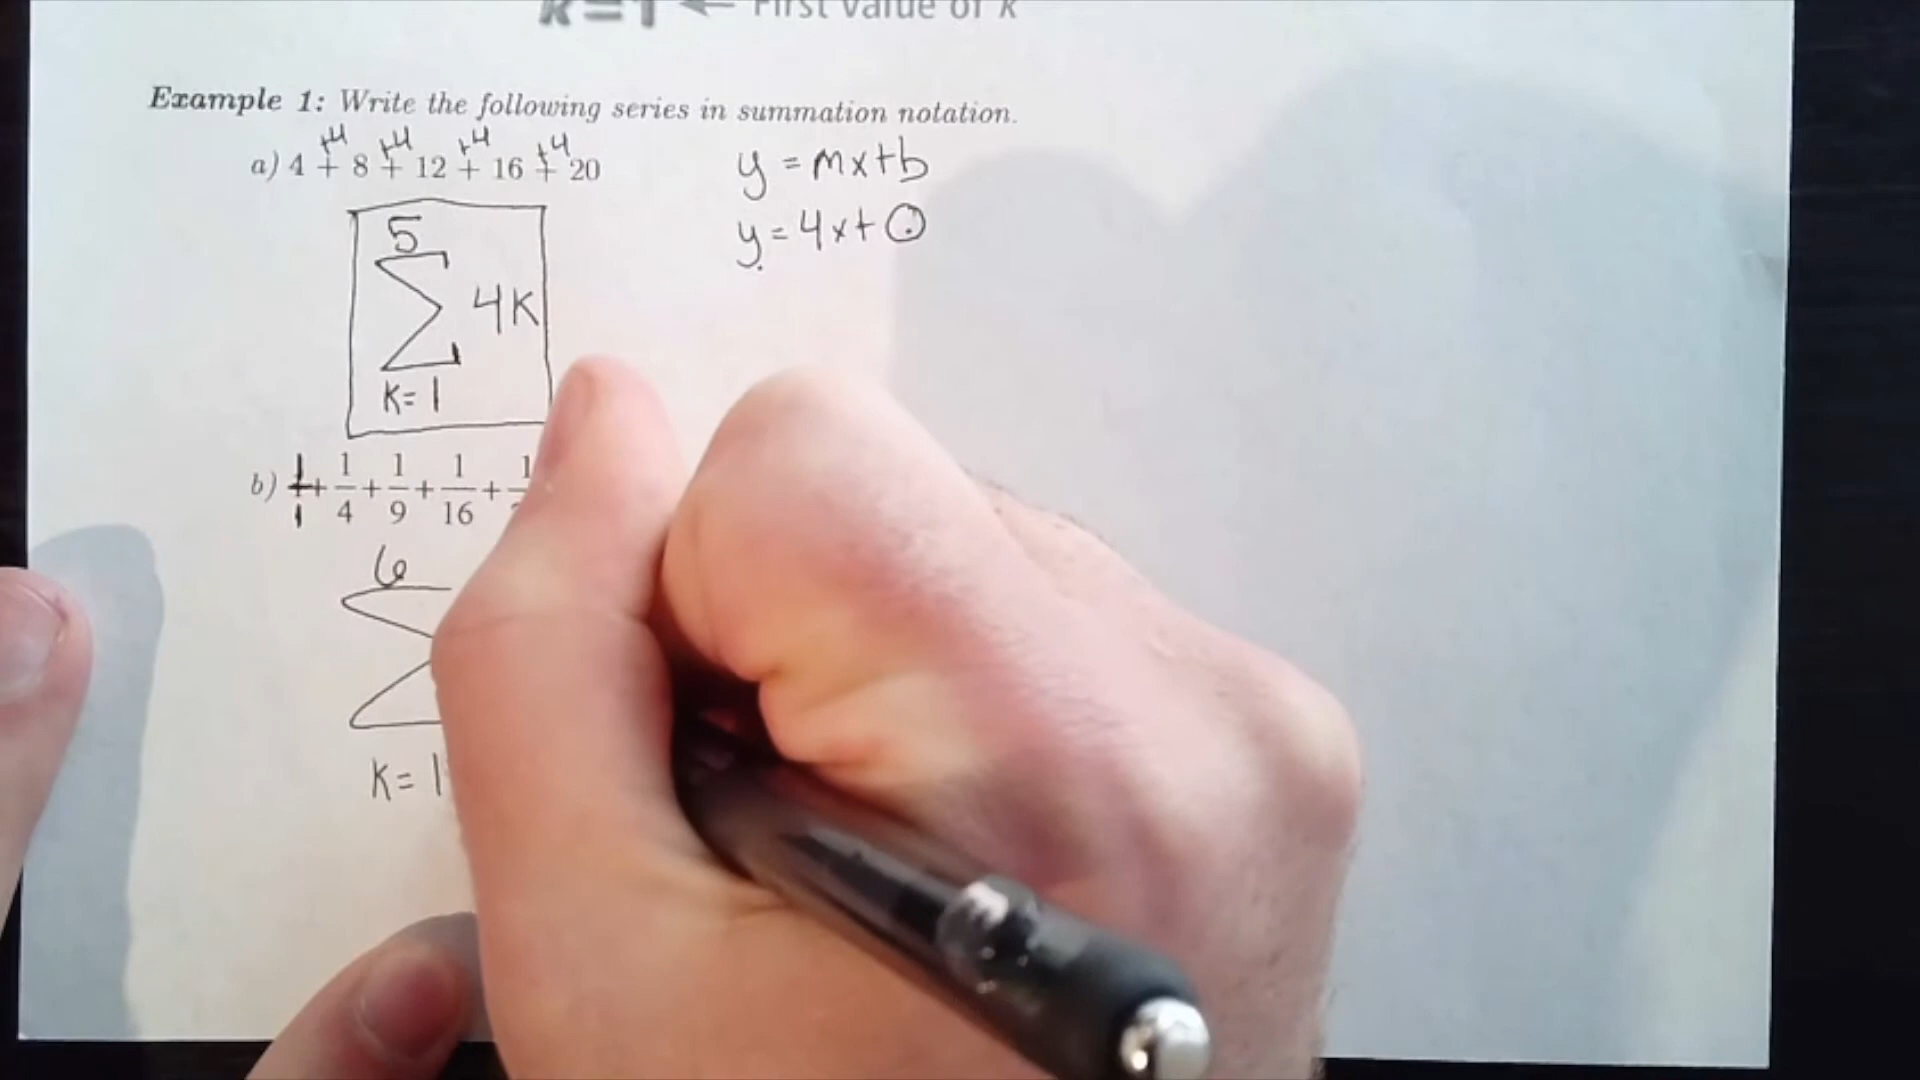 k=1 ← First value of k
Example 1: Write the following series in summation notation.
+4 +4 +4 +4
a) 4 + 8 + 12 + 16 + 20
y = mx+b
y = 4x+0
5
∑ 4K
K=1
b) 1/1 + 1/4 + 1/9 + 1/16 +
6
∑
K=1